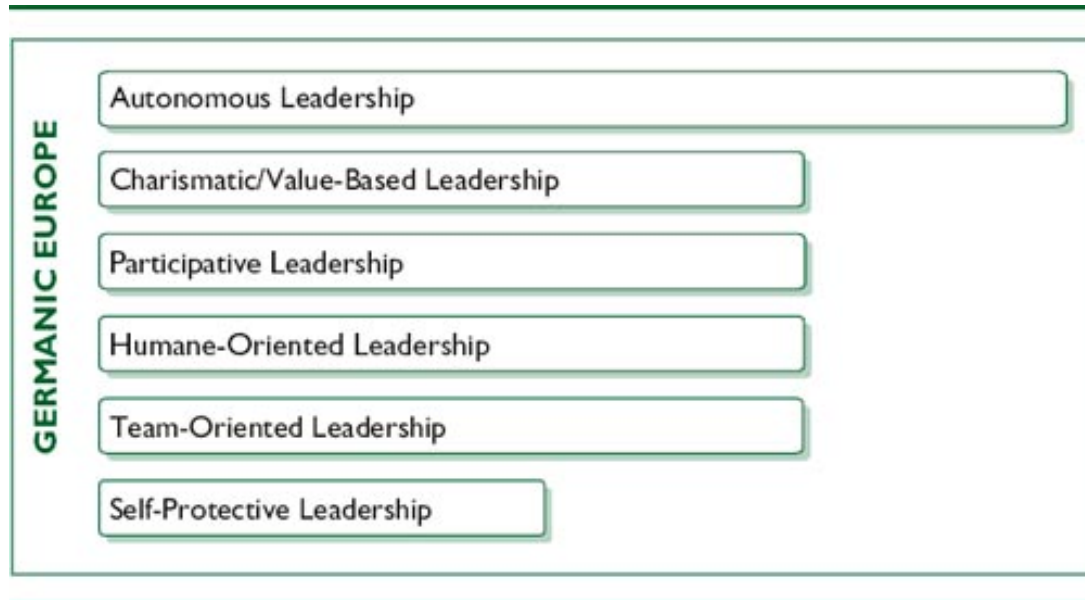 GERMANIC EUROPE
Autonomous Leadership
Charismatic/Value-Based Leadership
Participative Leadership
Humane-Oriented Leadership
Team-Oriented Leadership
Self-Protective Leadership